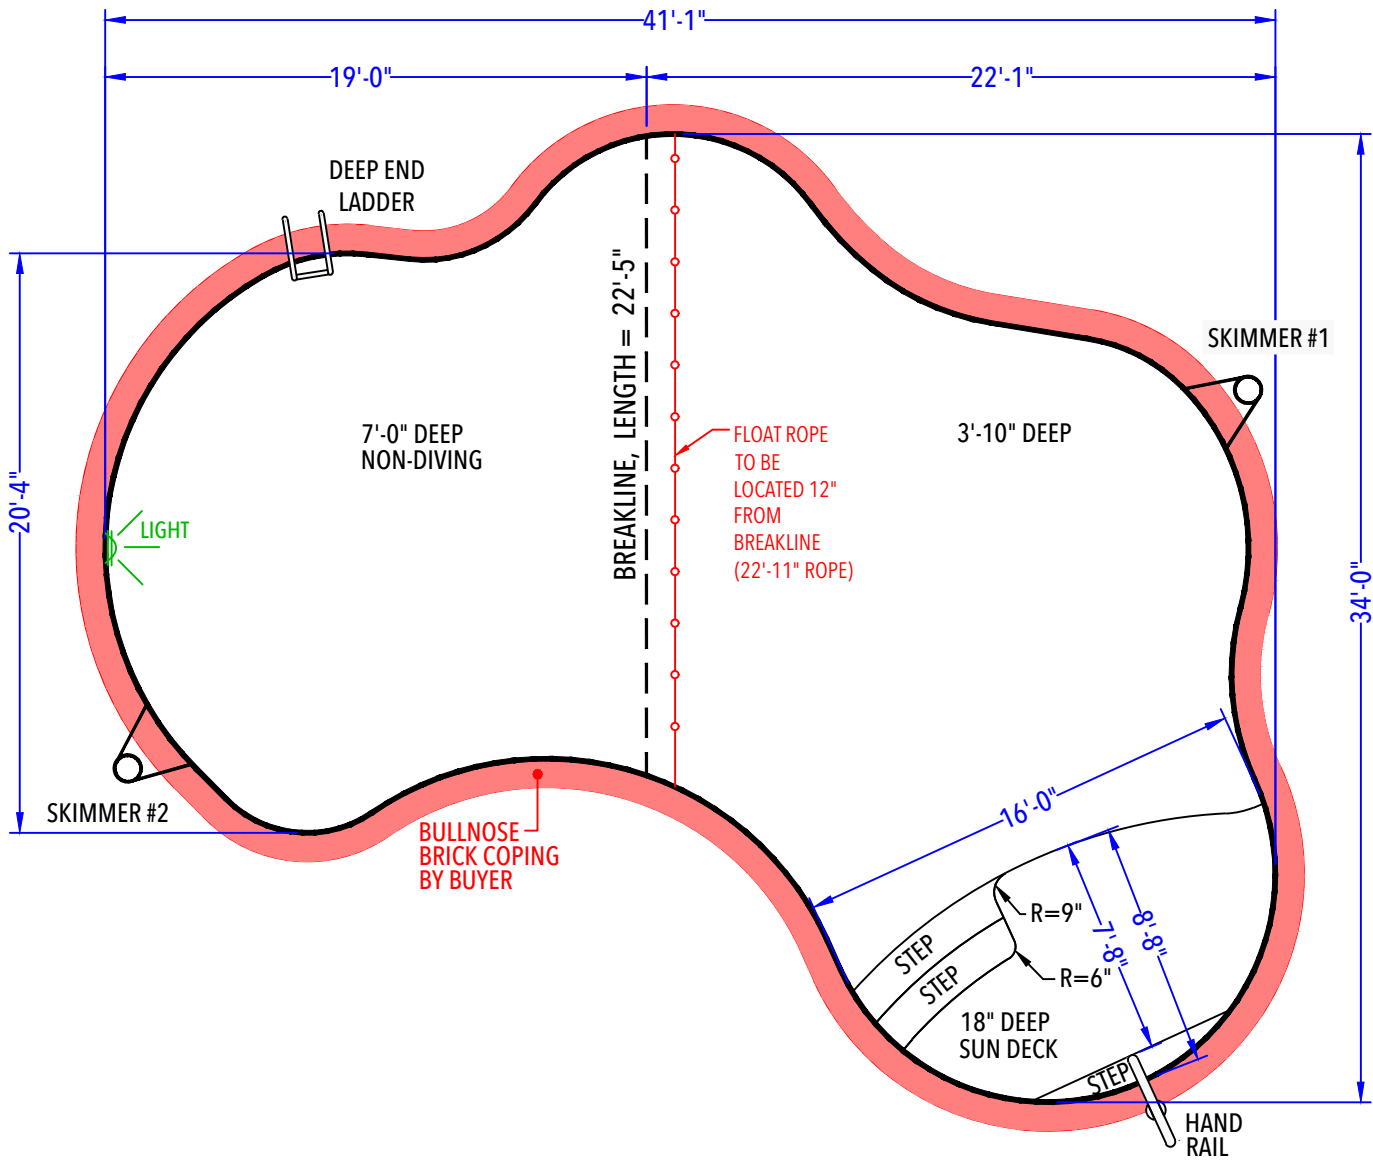 41'-1"
19'-0"
22'-1"
DEEP END
LADDER
BREAKLINE, LENGTH = 22'-5"
SKIMMER #1
7'-0" DEEP
NON-DIVING
3'-10" DEEP
FLOAT ROPE
TO BE
LOCATED 12"
FROM
BREAKLINE
(22'-11" ROPE)
20'-4"
LIGHT
34'-0"
SKIMMER #2
16'-0"
BULLNOSE
BRICK COPING
BY BUYER
R=9"
7'-8"
8'-8"
STEP
STEP
R=6"
18" DEEP
SUN DECK
STEP
HAND
RAIL